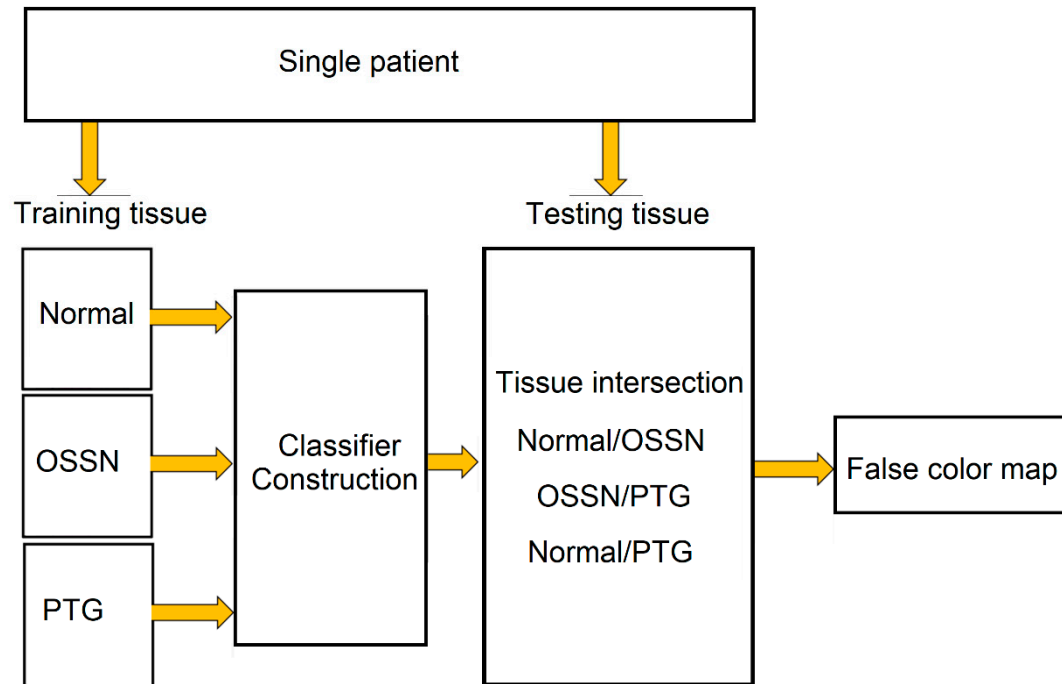 Single patient
Training tissue
Testing tissue
Normal
OSSN
PTG
Classifier
Construction
Tissue intersection
Normal/OSSN
OSSN/PTG
Normal/PTG
False color map